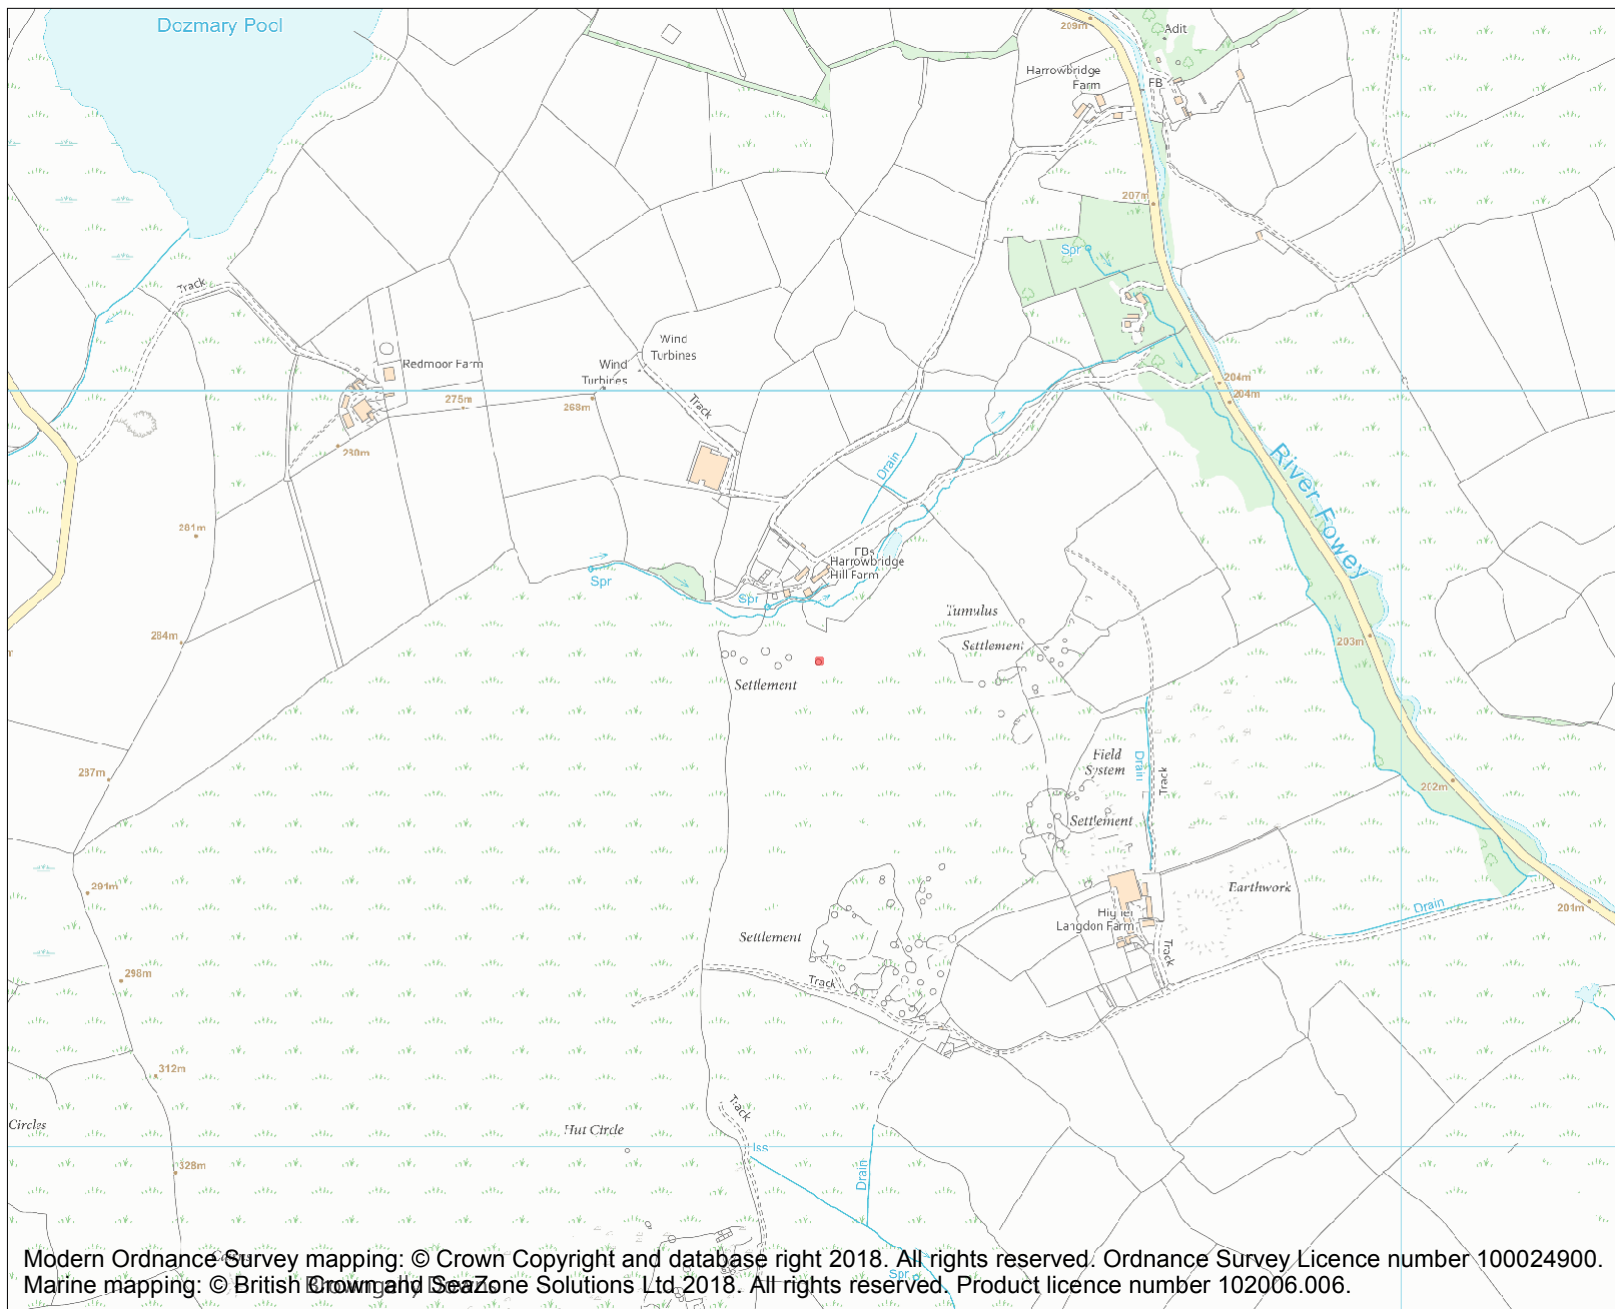 Dozmary Pool
209m
Adit
Harrowbridge
Farm
FB
207m
Spr
Track
Wind
Turbines
Redmoor Farm
Wind
Turbines
204m
204m
275m
268m
Track
280m
Drain
River Fowey
281m
FBs
Harrowbridge
Hill Farm
Spr
Spr
Tumulus
284m
Settlement
203m
Settlement
Field
System
Drain
Track
287m
202m
Settlement
291m
Earthwork
Higher
Langdon Farm
Drain
201m
Settlement
Track
298m
Track
312m
Track
Circles
Hut Circle
Iss
328m
Drain
Spr
Modern Ordnance Survey mapping: © Crown Copyright and database right 2018. All rights reserved. Ordnance Survey Licence number 100024900.
Marine mapping: © British Crown and SeaZone Solutions Ltd 2018. All rights reserved. Product licence number 102006.006.